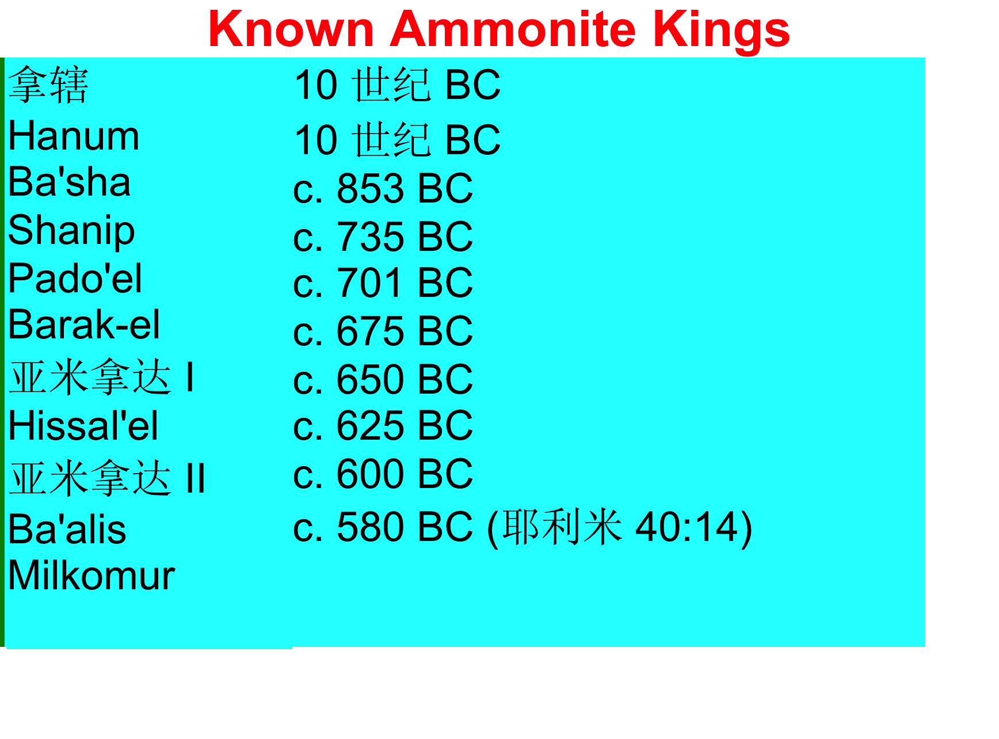 Known Ammonite Kings
拿辖 10 世纪 BC
Hanum 10 世纪 BC
Ba'sha c. 853 BC
Shanip c. 735 BC
Pado'el c. 701 BC
Barak-el c. 675 BC
亚米拿达 I c. 650 BC
Hissal'el c. 625 BC
亚米拿达 II c. 600 BC
Ba'alis c. 580 BC (耶利米 40:14)
Milkomur